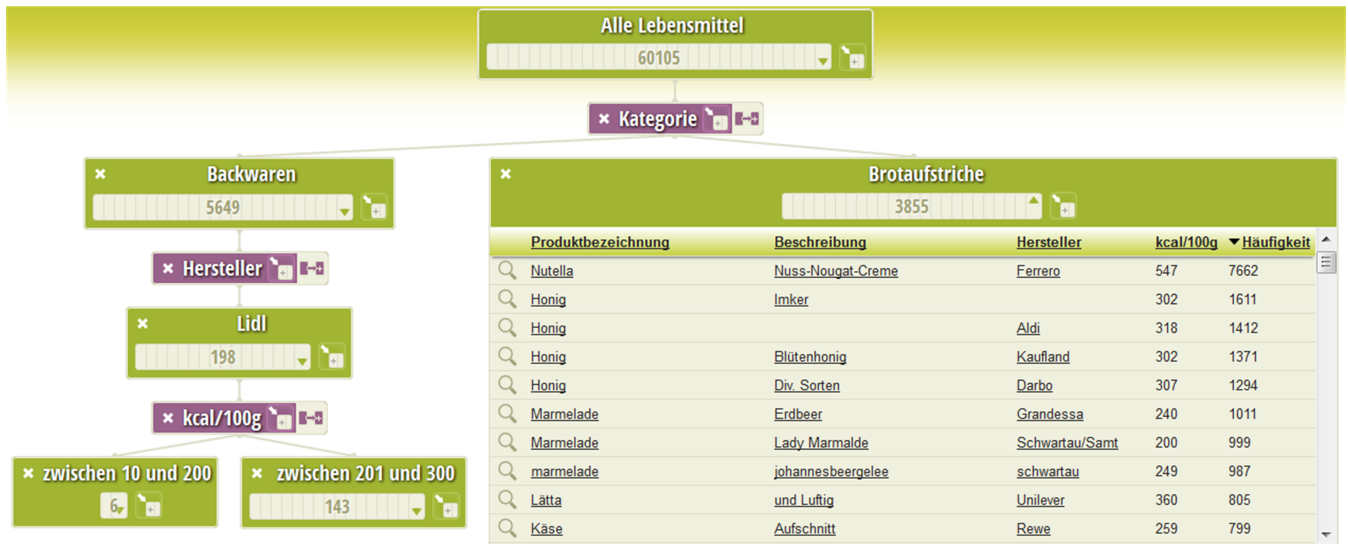 Alle Lebensmittel
60105
Kategorie
Backwaren
5649
Hersteller
Lidl
198
kcal/100g
zwischen 10 und 200
6
zwischen 201 und 300
143
Brotaufstriche
3855
Produktbezeichnung Beschreibung Hersteller kcal/100g Häufigkeit
Nutella Nuss-Nougat-Creme Ferrero 547 7662
Honig Imker 302 1611
Honig Aldi 318 1412
Honig Blütenhonig Kaufland 302 1371
Honig Div. Sorten Darbo 307 1294
Marmelade Erdbeer Grandessa 240 1011
Marmelade Lady Marmalde Schwartau/Samt 200 999
marmelade johannesbeergelee schwartau 249 987
Lätta und Luftig Unilever 360 805
Käse Aufschnitt Rewe 259 799